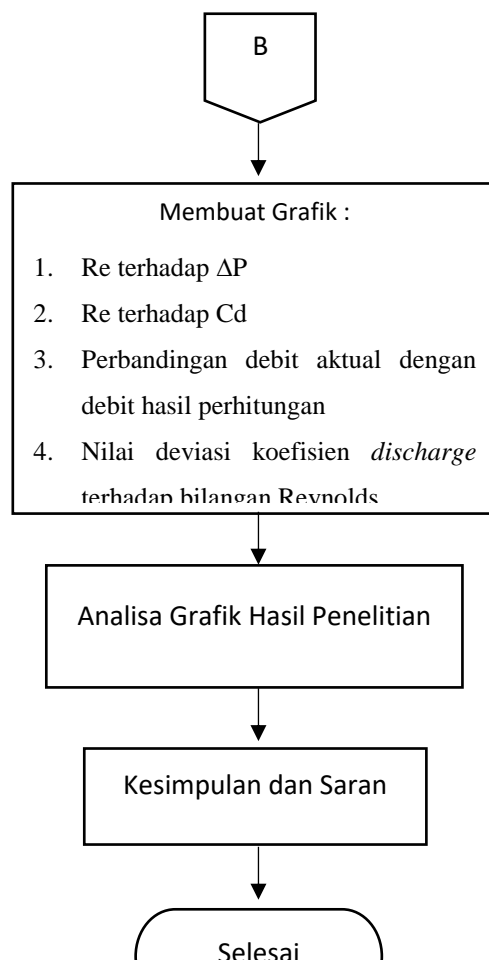 B
Membuat Grafik :
1. Re terhadap ΔP
2. Re terhadap Cd
3. Perbandingan debit aktual dengan
debit hasil perhitungan
4. Nilai deviasi koefisien discharge
terhadap bilangan Reynolds
Analisa Grafik Hasil Penelitian
Kesimpulan dan Saran
Selesai